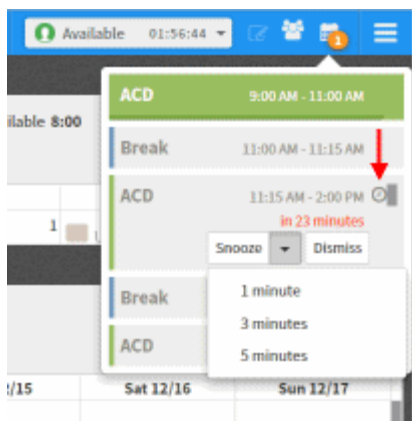 Available 01:56:44
1
ACD 9:00 AM - 11:00 AM
ilable 8:00
Break 11:00 AM - 11:15 AM
ACD 11:15 AM - 2:00 PM
in 23 minutes
1
Snooze Dismiss
1 minute
Break
3 minutes
ACD
5 minutes
/15 Sat 12/16 Sun 12/17